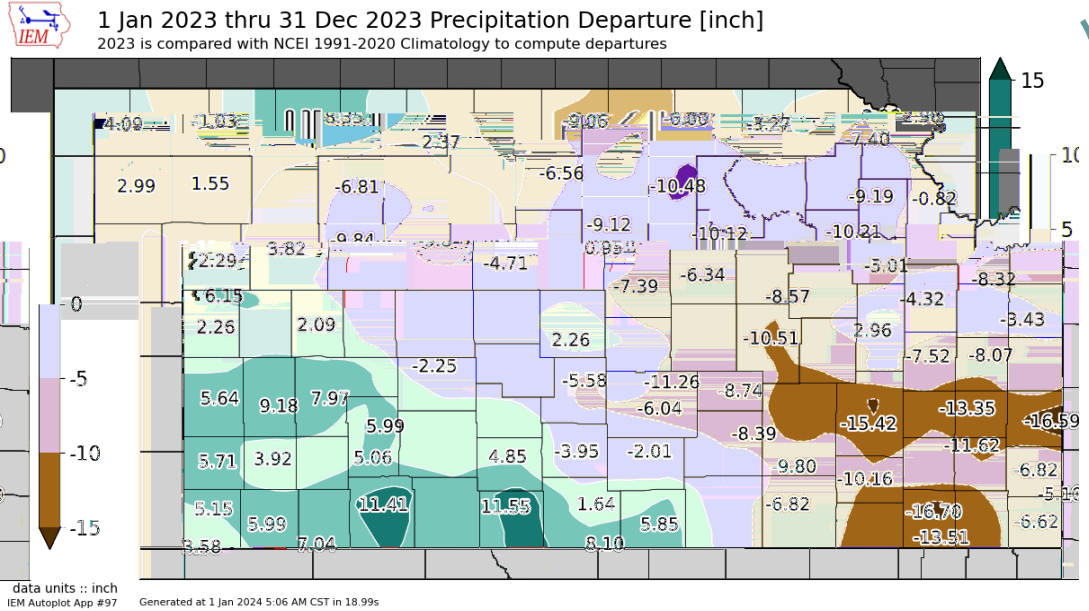 1 Jan 2023 thru 31 Dec 2023 Precipitation Departure [inch]
2023 is compared with NCEI 1991-2020 Climatology to compute departures
IEM
15
10
5
0
-5
-10
-15
-4.09 -1.03 -9.06 -3.27
2.37 -7.40
2.99 1.55 -6.81 -6.56 -10.48 -9.19 -0.82
-9.84 -9.12 -10.12 -10.21
3.82 0.95
-2.29 -4.71 -6.34 -5.01 -8.32
6.15 -7.39 -8.57 -4.32
2.26 2.09 2.26 -10.51 2.96 -3.43
-2.25 -7.52 -8.07
5.64 9.18 7.97 -5.58 -11.26 8.74 -13.35
5.99 -6.04 -8.39 -15.42 -16.59
5.71 3.92 5.06 4.85 -3.95 -2.01 9.80 -11.62 -6.82
-10.16
5.15 5.99 11.41 11.55 1.64 5.85 -6.82 -16.70 -6.62
3.58 7.04 8.10 -13.51
data units :: inch
IEM Autoplot App #97 Generated at 1 Jan 2024 5:06 AM CST in 18.99s